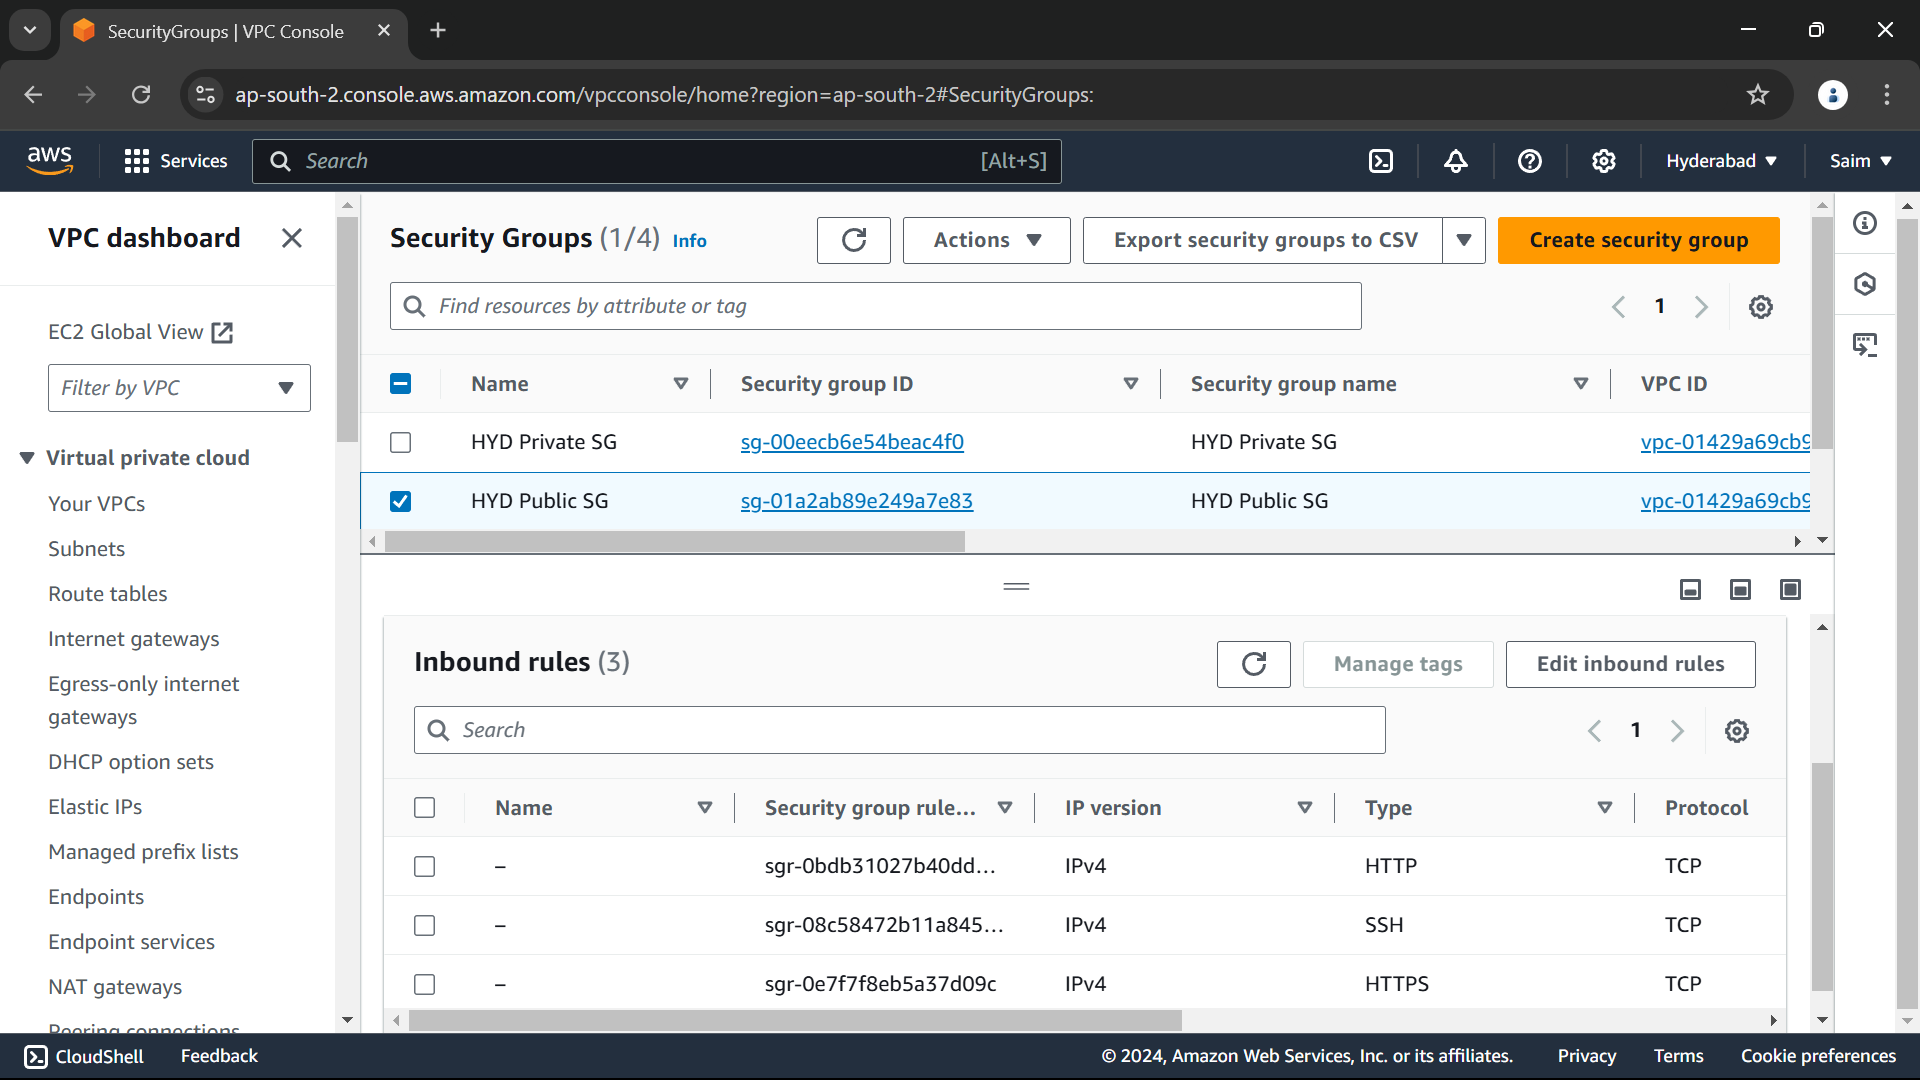 SecurityGroups | VPC Console
ap-south-2.console.aws.amazon.com/vpcconsole/home?region=ap-south-2#SecurityGroups:
aws
Services
Search
[Alt+S]
Hyderabad
Saim
VPC dashboard
EC2 Global View
Filter by VPC
Virtual private cloud
Your VPCs
Subnets
Route tables
Internet gateways
Egress-only internet
gateways
DHCP option sets
Elastic IPs
Managed prefix lists
Endpoints
Endpoint services
NAT gateways
Peering connections
Security Groups (1/4) Info
Actions
Export security groups to CSV
Create security group
Find resources by attribute or tag
1
Name Security group ID Security group name VPC ID
HYD Private SG sg-00eecb6e54beac4f0 HYD Private SG vpc-01429a69cb9
HYD Public SG sg-01a2ab89e249a7e83 HYD Public SG vpc-01429a69cb9
Inbound rules (3)
Manage tags
Edit inbound rules
Search
1
Name Security group rule... IP version Type Protocol
– sgr-0bdb31027b40dd... IPv4 HTTP TCP
– sgr-08c58472b11a845... IPv4 SSH TCP
– sgr-0e7f7f8eb5a37d09c IPv4 HTTPS TCP
CloudShell
Feedback
© 2024, Amazon Web Services, Inc. or its affiliates.
Privacy
Terms
Cookie preferences